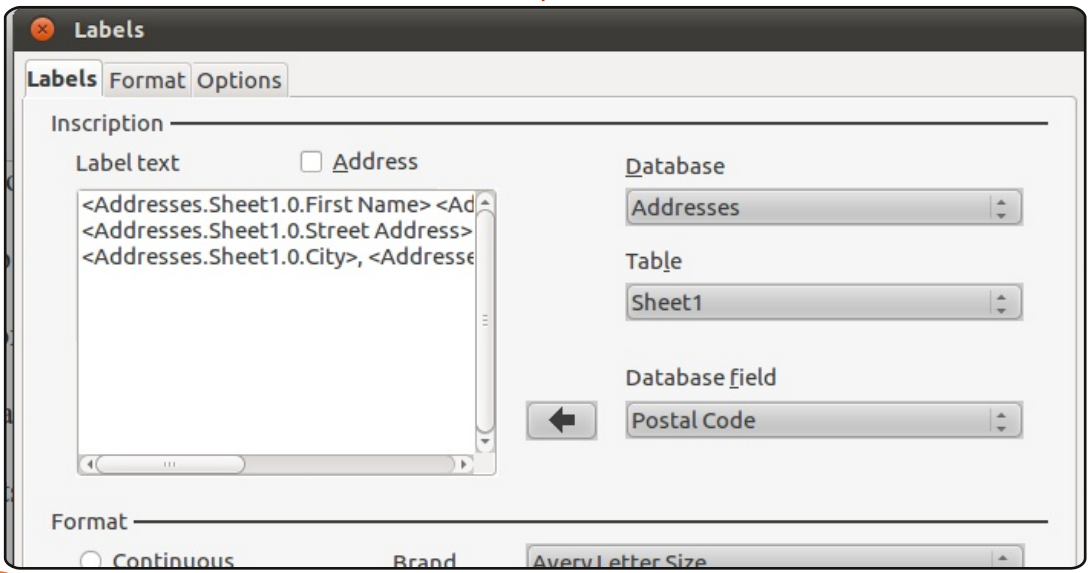 Labels
Labels Format Options
Inscription
Label text Address Database
<Addresses.Sheet1.0.First Name> <Ad
<Addresses.Sheet1.0.Street Address>
<Addresses.Sheet1.0.City>, <Addresse
Addresses
Table
Sheet1
Database field
Postal Code
Format
Continuous Brand Avery Letter Size